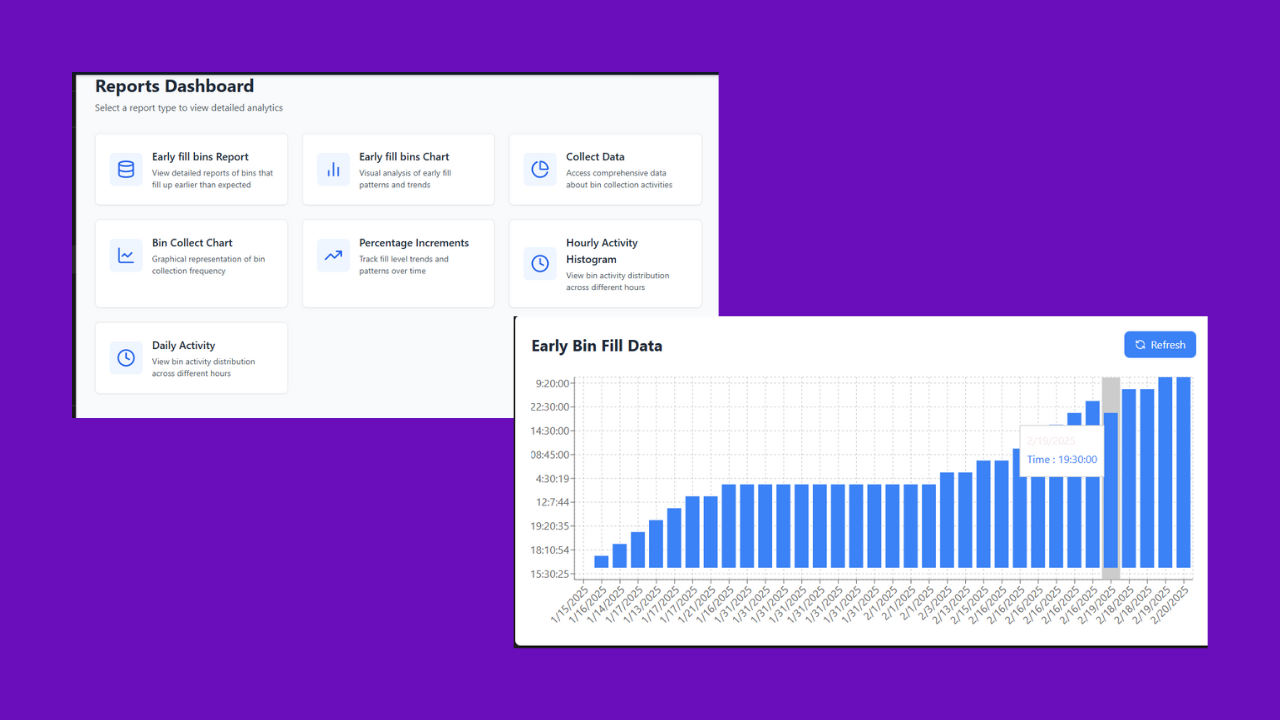 Reports Dashboard
Select a report type to view detailed analytics
Early fill bins Report
View detailed reports of bins that
fill up earlier than expected
Early fill bins Chart
Visual analysis of early fill
patterns and trends
Collect Data
Access comprehensive data
about bin collection activities
Bin Collect Chart
Graphical representation of bin
collection frequency
Percentage Increments
Track fill level trends and
patterns over time
Hourly Activity
Histogram
View bin activity distribution
across different hours
Daily Activity
View bin activity distribution
across different hours
Early Bin Fill Data
Refresh
9:20:00
22:30:00
14:30:00
08:45:00
4:30:19
12:7:44
19:20:35
18:10:54
15:30:25
2/19/2025
Time : 19:30:00
1/15/2025
1/16/2025
1/14/2025
1/17/2025
1/13/2025
1/17/2025
1/21/2025
1/16/2025
1/31/2025
1/31/2025
1/31/2025
1/31/2025
1/31/2025
1/31/2025
1/31/2025
1/31/2025
2/1/2025
2/1/2025
2/1/2025
2/3/2025
2/13/2025
2/15/2025
2/16/2025
2/16/2025
2/16/2025
2/16/2025
2/16/2025
2/16/2025
2/19/2025
2/18/2025
2/18/2025
2/19/2025
2/20/2025